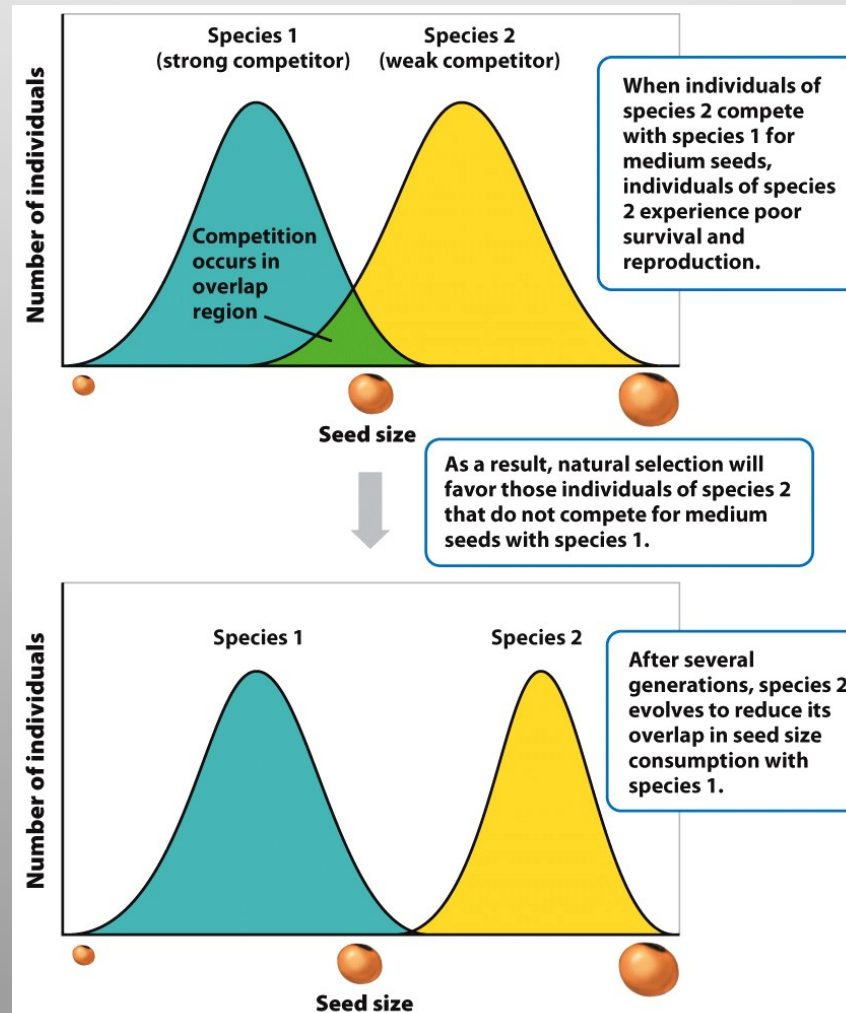 Number of individuals
Species 1
(strong competitor)
Species 2
(weak competitor)
Competition
occurs in
overlap
region
When individuals of
species 2 compete
with species 1 for
medium seeds,
individuals of species
2 experience poor
survival and
reproduction.
Seed size
As a result, natural selection will
favor those individuals of species 2
that do not compete for medium
seeds with species 1.
Number of individuals
Species 1
Species 2
After several
generations, species 2
evolves to reduce its
overlap in seed size
consumption with
species 1.
Seed size